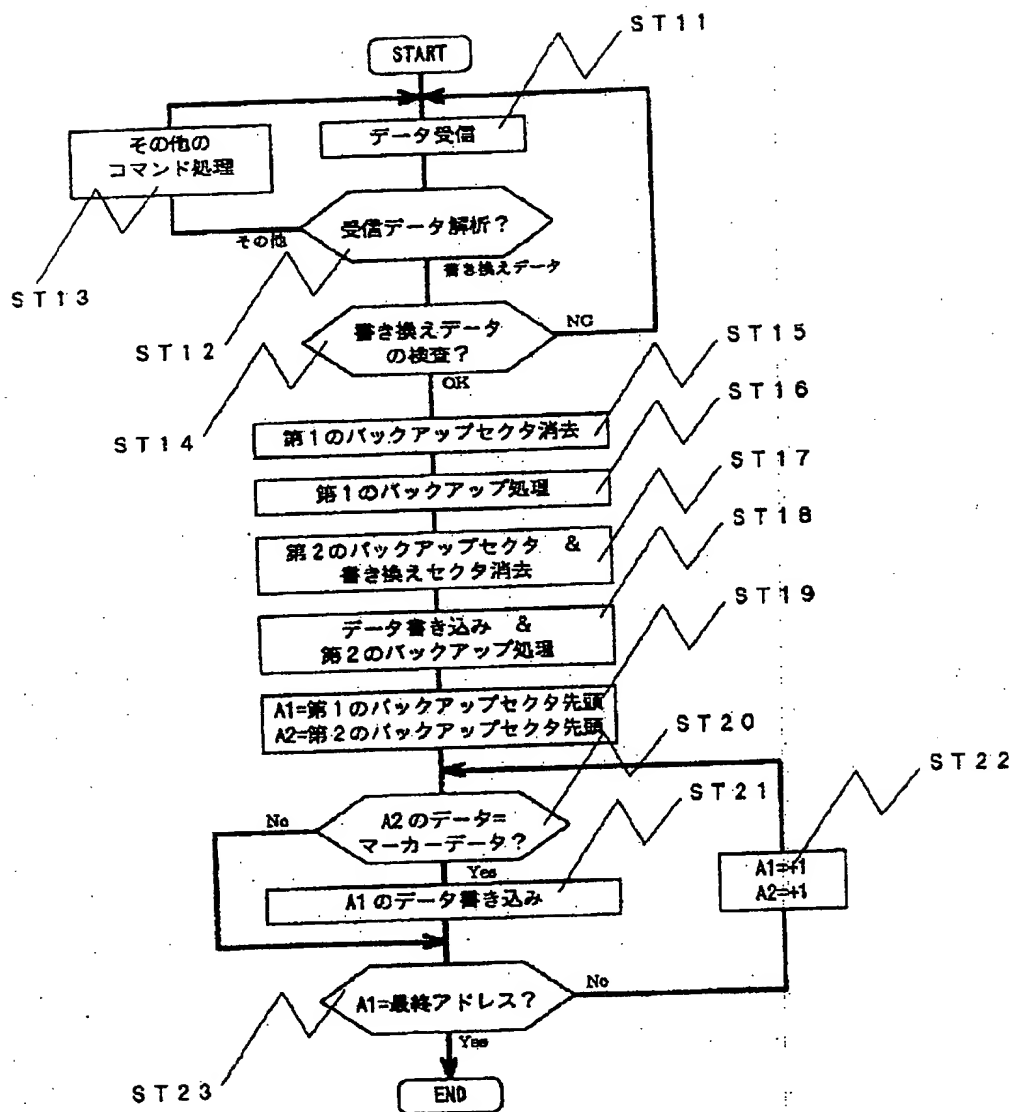 ST11
START
データ受信
その他の
コマンド処理
受信データ解析？
その他
書き換えデータ
ST13
書き換えデータ
の検査？
NG
ST12
OK
ST15
ST14
第1のバックアップセクタ消去
ST16
第1のバックアップ処理
ST17
第2のバックアップセクタ ＆
書き換えセクタ消去
ST18
データ書き込み ＆
第2のバックアップ処理
ST19
A1=第1のバックアップセクタ先頭
A2=第2のバックアップセクタ先頭
ST20
ST22
ST21
A2のデータ=
マーカーデータ？
No
Yes
A1=+1
A2=+1
A1のデータ書き込み
A1=最終アドレス？
No
Yes
ST23
END